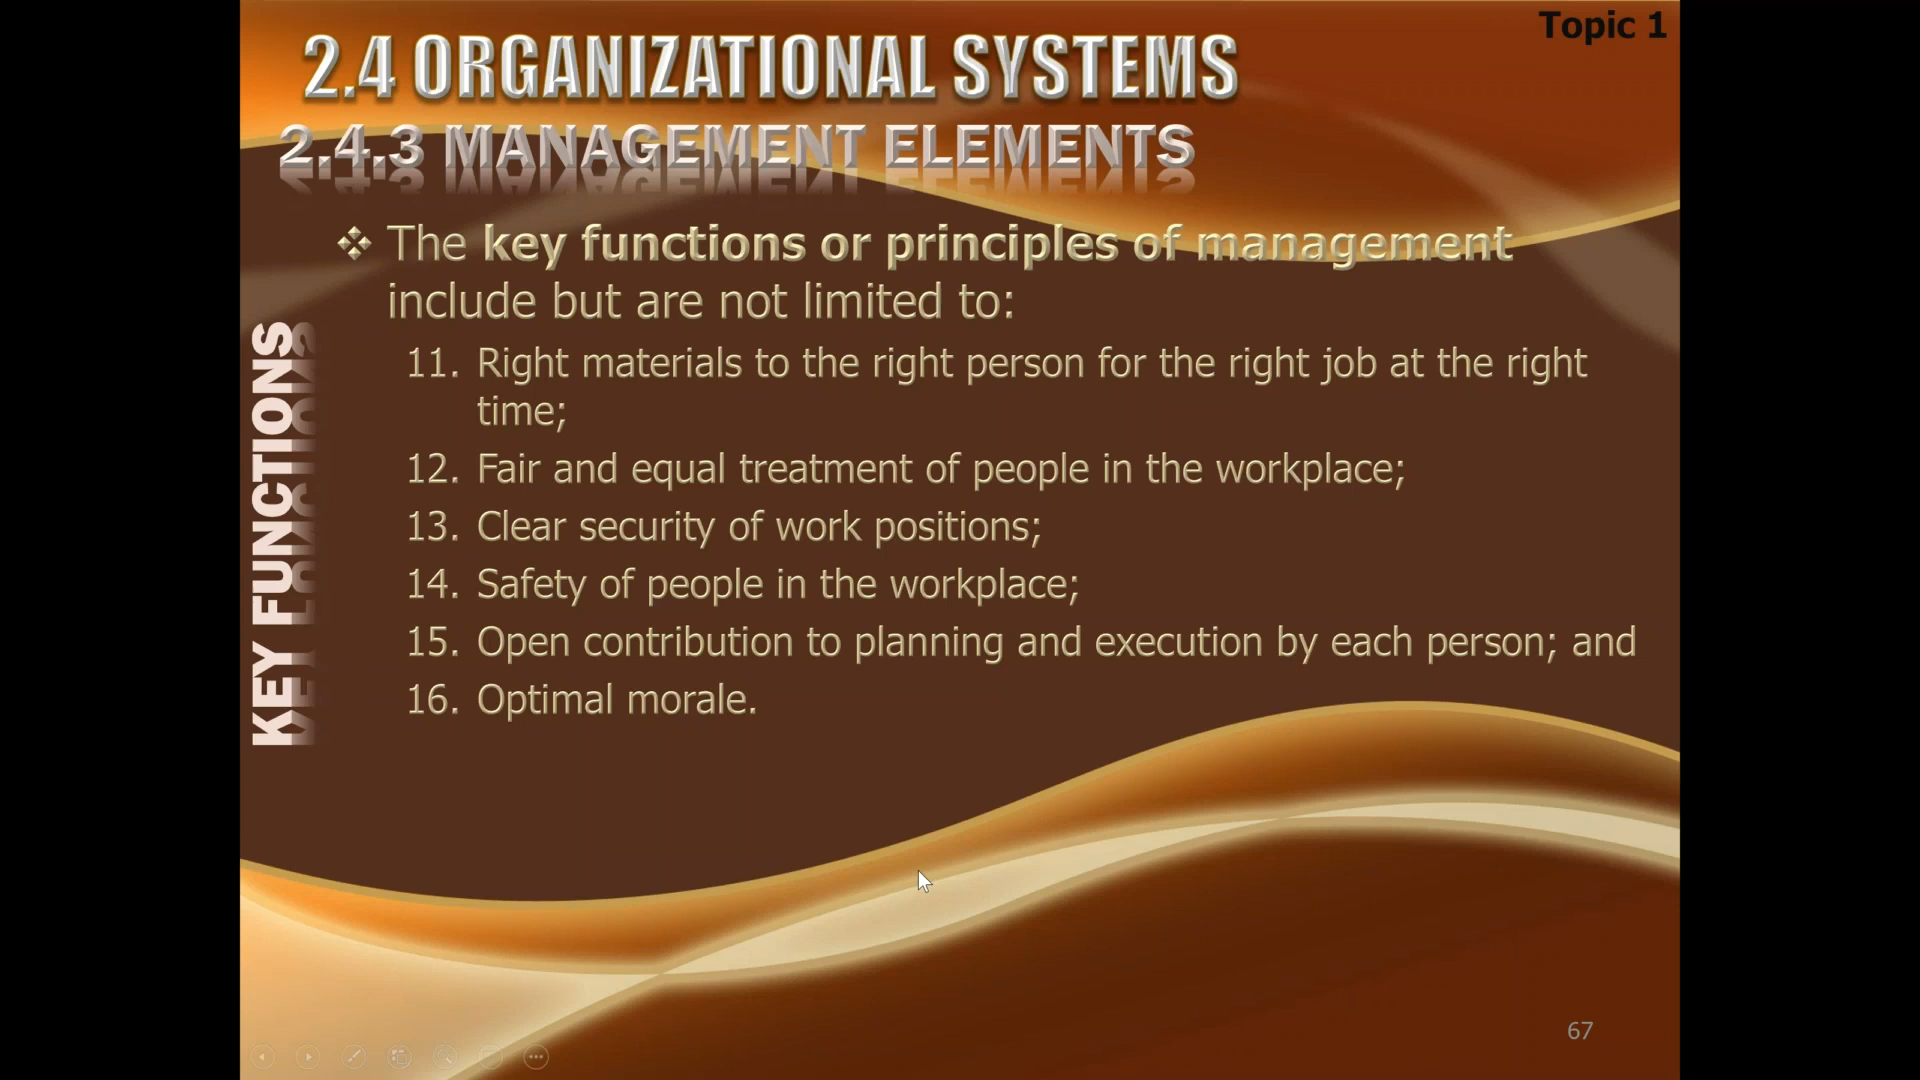 Topic 1
2.4 ORGANIZATIONAL SYSTEMS
2.4.3 MANAGEMENT ELEMENTS
KEY FUNCTIONS
❖ The key functions or principles of management
include but are not limited to:
11. Right materials to the right person for the right job at the right
time;
12. Fair and equal treatment of people in the workplace;
13. Clear security of work positions;
14. Safety of people in the workplace;
15. Open contribution to planning and execution by each person; and
16. Optimal morale.
67